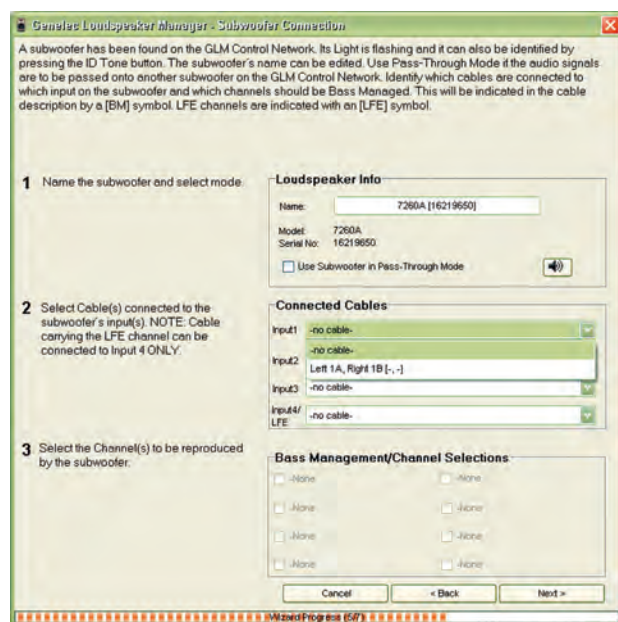 Genelec Loudspeaker Manager - Subwoofer Connection
A subwoofer has been found on the GLM Control Network. Its Light is flashing and it can also be identified by
pressing the ID Tone button. The subwoofer's name can be edited. Use Pass-Through Mode if the audio signals
are to be passed onto another subwoofer on the GLM Control Network. Identify which cables are connected to
which input on the subwoofer and which channels should be Bass Managed. This will be indicated in the cable
description by a [BM] symbol. LFE channels are indicated with an [LFE] symbol.
1 Name the subwoofer and select mode.
Loudspeaker Info
Name: 7260A [16219650]
Model: 7260A
Serial No: 16219650
Use Subwoofer in Pass-Through Mode
2 Select Cable(s) connected to the
subwoofer's input(s). NOTE: Cable
carrying the LFE channel can be
connected to Input 4 ONLY.
Connected Cables
Input1 -no cable-
-no cable-
Input2
Left 1A, Right 1B [-, -]
Input3 -no cable-
Input4/
LFE -no cable-
3 Select the Channel(s) to be reproduced
by the subwoofer.
Bass Management/Channel Selections
-None -None
-None -None
-None -None
-None -None
Cancel < Back Next >
Wizard Progress (5/7)